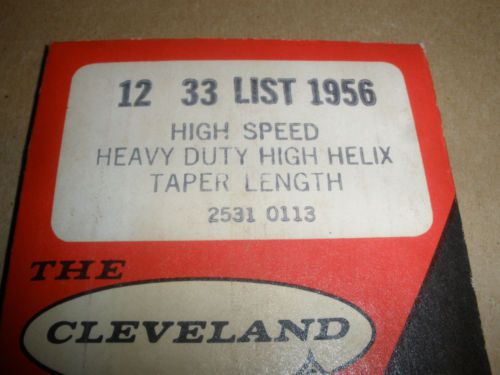 12 33 LIST 1956
HIGH SPEED
HEAVY DUTY HIGH HELIX
TAPER LENGTH
2531 0113
THE
CLEVELAND